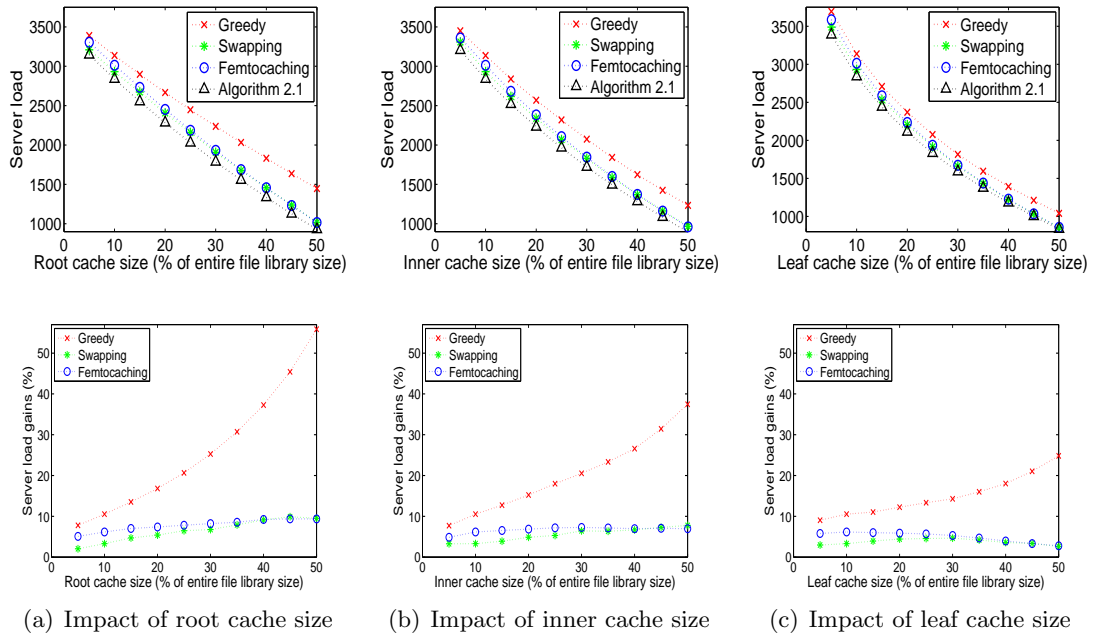 3500
3000
2500
2000
1500
1000
Server load
Greedy
Swapping
Femtocaching
Algorithm 2.1
0 10 20 30 40 50
Root cache size (% of entire file library size)
3500
3000
2500
2000
1500
1000
Server load
Greedy
Swapping
Femtocaching
Algorithm 2.1
0 10 20 30 40 50
Inner cache size (% of entire file library size)
3500
3000
2500
2000
1500
1000
Server load
Greedy
Swapping
Femtocaching
Algorithm 2.1
0 10 20 30 40 50
Leaf cache size (% of entire file library size)
50
40
30
20
10
0
Server load gains (%)
Greedy
Swapping
Femtocaching
0 10 20 30 40 50
Root cache size (% of entire file library size)
50
40
30
20
10
0
Server load gains (%)
Greedy
Swapping
Femtocaching
0 10 20 30 40 50
Inner cache size (% of entire file library size)
50
40
30
20
10
0
Server load gains (%)
Greedy
Swapping
Femtocaching
0 10 20 30 40 50
Leaf cache size (% of entire file library size)
(a) Impact of root cache size
(b) Impact of inner cache size
(c) Impact of leaf cache size